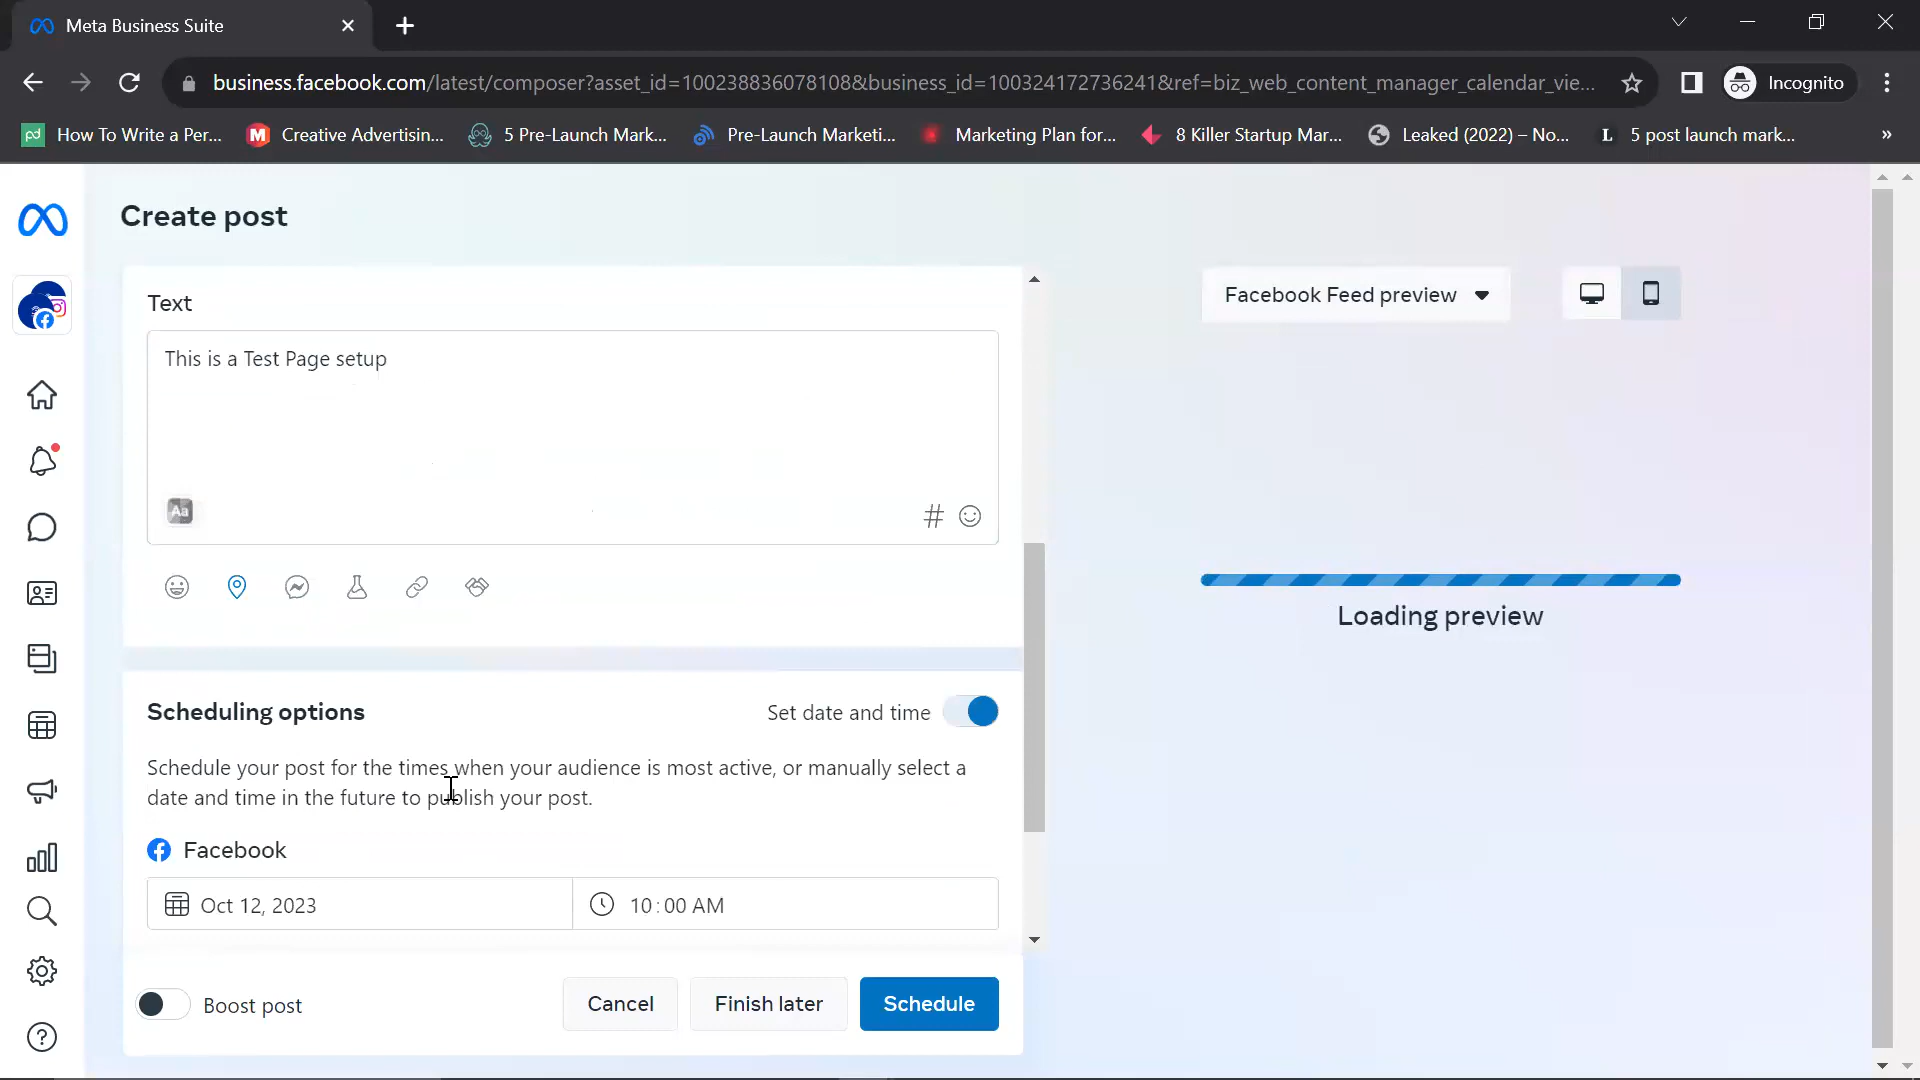 Meta Business Suite
business.facebook.com/latest/composer?asset_id=100238836078108&business_id=100324172736241&ref=biz_web_content_manager_calendar_vie...
Incognito
How To Write a Per...
Creative Advertisin...
5 Pre-Launch Mark...
Pre-Launch Marketi...
Marketing Plan for...
8 Killer Startup Mar...
Leaked (2022) – No...
5 post launch mark...
Create post
Text
This is a Test Page setup
Aa
Facebook Feed preview
Loading preview
Scheduling options
Set date and time
Schedule your post for the times when your audience is most active, or manually select a
date and time in the future to publish your post.
Facebook
Oct 12, 2023
10:00 AM
Boost post
Cancel
Finish later
Schedule